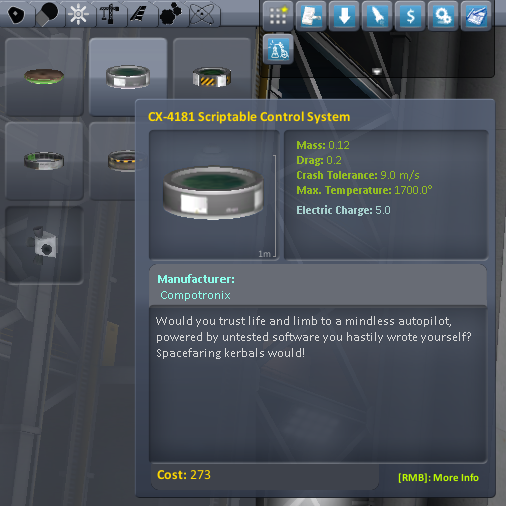 $
CX-4181 Scriptable Control System
Mass: 0.12
Drag: 0.2
Crash Tolerance: 9.0 m/s
Max. Temperature: 1700.0°
Electric Charge: 5.0
1m
Manufacturer:
Compotronix
Would you trust life and limb to a mindless autopilot,
powered by untested software you hastily wrote yourself?
Spacefaring kerbals would!
Cost: 273
[RMB]: More Info